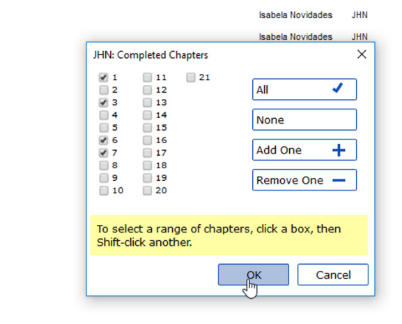 Isabela Novidades JHN
Isabela Novidades JHN
JHN: Completed Chapters
1 11 21
2 12
3 13
4 14
5 15
6 16
7 17
8 18
9 19
10 20
All
None
Add One
Remove One
To select a range of chapters, click a box, then
Shift-click another.
OK Cancel